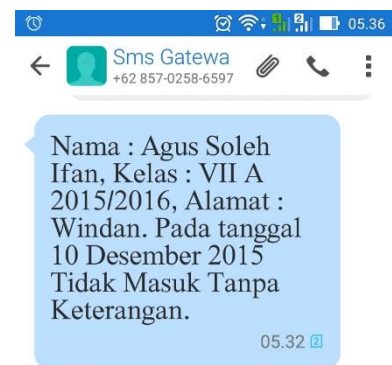 05.36
Sms Gatewa
+62 857-0258-6597
Nama : Agus Soleh
Ifan, Kelas : VII A
2015/2016, Alamat :
Windan. Pada tanggal
10 Desember 2015
Tidak Masuk Tanpa
Keterangan.
05.32 2